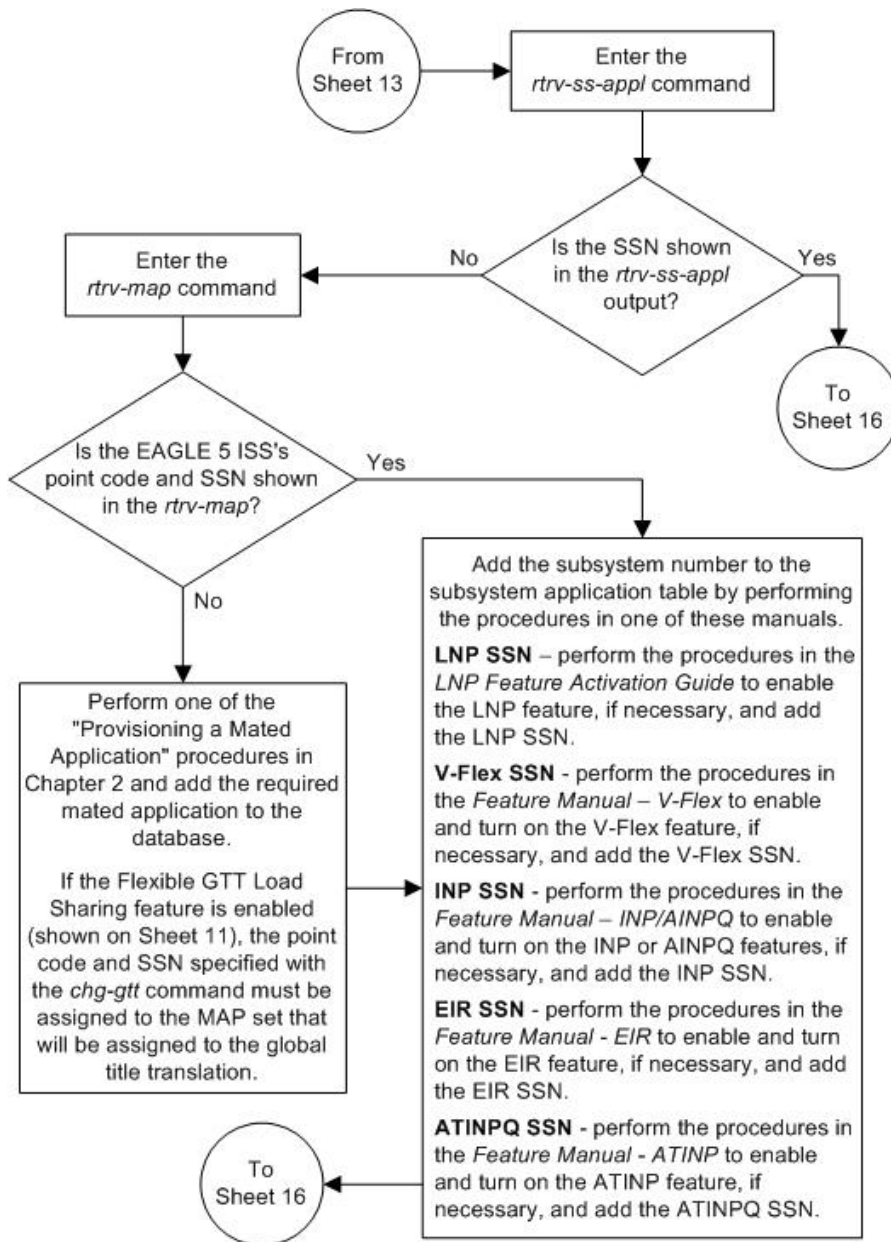 From
Sheet 13
Enter the
rtrv-ss-appl command
Is the SSN shown
in the rtrv-ss-appl
output?
No
Yes
Enter the
rtrv-map command
To
Sheet 16
Is the EAGLE 5 ISS's
point code and SSN shown
in the rtrv-map?
Yes
No
Perform one of the
"Provisioning a Mated
Application" procedures in
Chapter 2 and add the required
mated application to the
database.
If the Flexible GTT Load
Sharing feature is enabled
(shown on Sheet 11), the point
code and SSN specified with
the chg-gtt command must be
assigned to the MAP set that
will be assigned to the global
title translation.
Add the subsystem number to the
subsystem application table by performing
the procedures in one of these manuals.
LNP SSN – perform the procedures in the
LNP Feature Activation Guide to enable
the LNP feature, if necessary, and add
the LNP SSN.
V-Flex SSN - perform the procedures in
the Feature Manual – V-Flex to enable
and turn on the V-Flex feature, if
necessary, and add the V-Flex SSN.
INP SSN - perform the procedures in the
Feature Manual – INP/AINPQ to enable
and turn on the INP or AINPQ features, if
necessary, and add the INP SSN.
EIR SSN - perform the procedures in the
Feature Manual - EIR to enable and turn
on the EIR feature, if necessary, and add
the EIR SSN.
ATINPQ SSN - perform the procedures in
the Feature Manual - ATINP to enable
and turn on the ATINP feature, if
necessary, and add the ATINPQ SSN.
To
Sheet 16